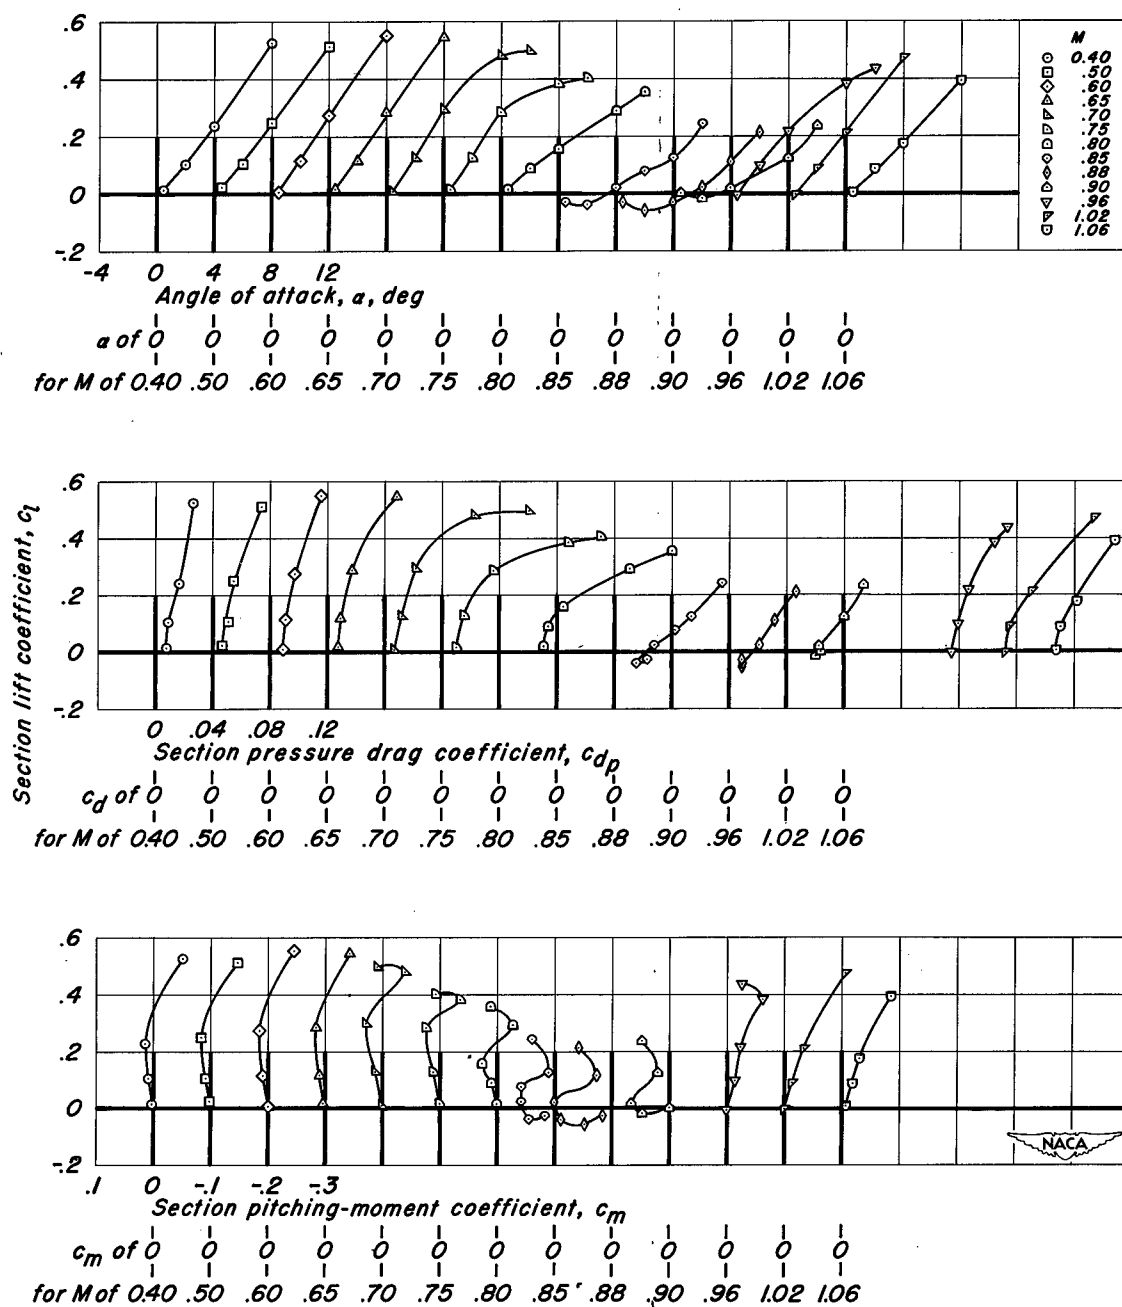 .6
.4
.2
0
-.2
M
0.40
.50
.60
.65
.70
.75
.80
.85
.88
.90
.96
1.02
1.06
-4 0 4 8 12
Angle of attack, α, deg
α of 0 0 0 0 0 0 0 0 0 0 0 0 0
for M of 0.40 .50 .60 .65 .70 .75 .80 .85 .88 .90 .96 1.02 1.06
Section lift coefficient, cl
.6
.4
.2
0
-.2
0 .04 .08 .12
Section pressure drag coefficient, cdp
cd of 0 0 0 0 0 0 0 0 0 0 0 0 0
for M of 0.40 .50 .60 .65 .70 .75 .80 .85 .88 .90 .96 1.02 1.06
.6
.4
.2
0
-.2
NACA
.1 0 -.1 -.2 -.3
Section pitching-moment coefficient, cm
cm of 0 0 0 0 0 0 0 0 0 0 0 0 0
for M of 0.40 .50 .60 .65 .70 .75 .80 .85 .88 .90 .96 1.02 1.06